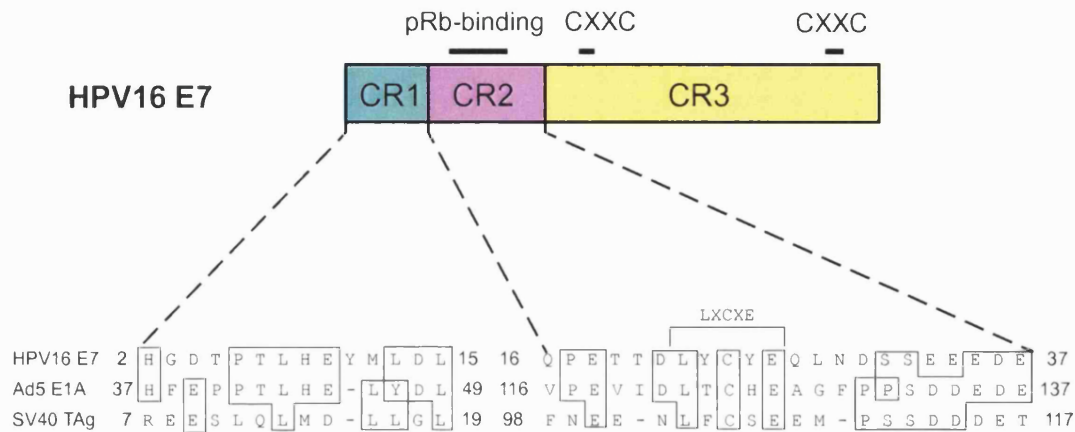 pRb-binding CXXC CXXC
HPV16 E7 CR1 CR2 CR3
LXCXE
HPV16 E7 2 H G D T P T L H E Y M L D L 15 16 Q P E T T D L Y C Y E Q L N D S S E E E D E 37
Ad5 E1A 37 H F E P P T L H E - L Y D L 49 116 V P E V I D L T C H E A G F P P S D D E D E 137
SV40 TAg 7 R E E S L Q L M D - L L G L 19 98 F N E E - N L F C S E E M - P S S D D D E T 117